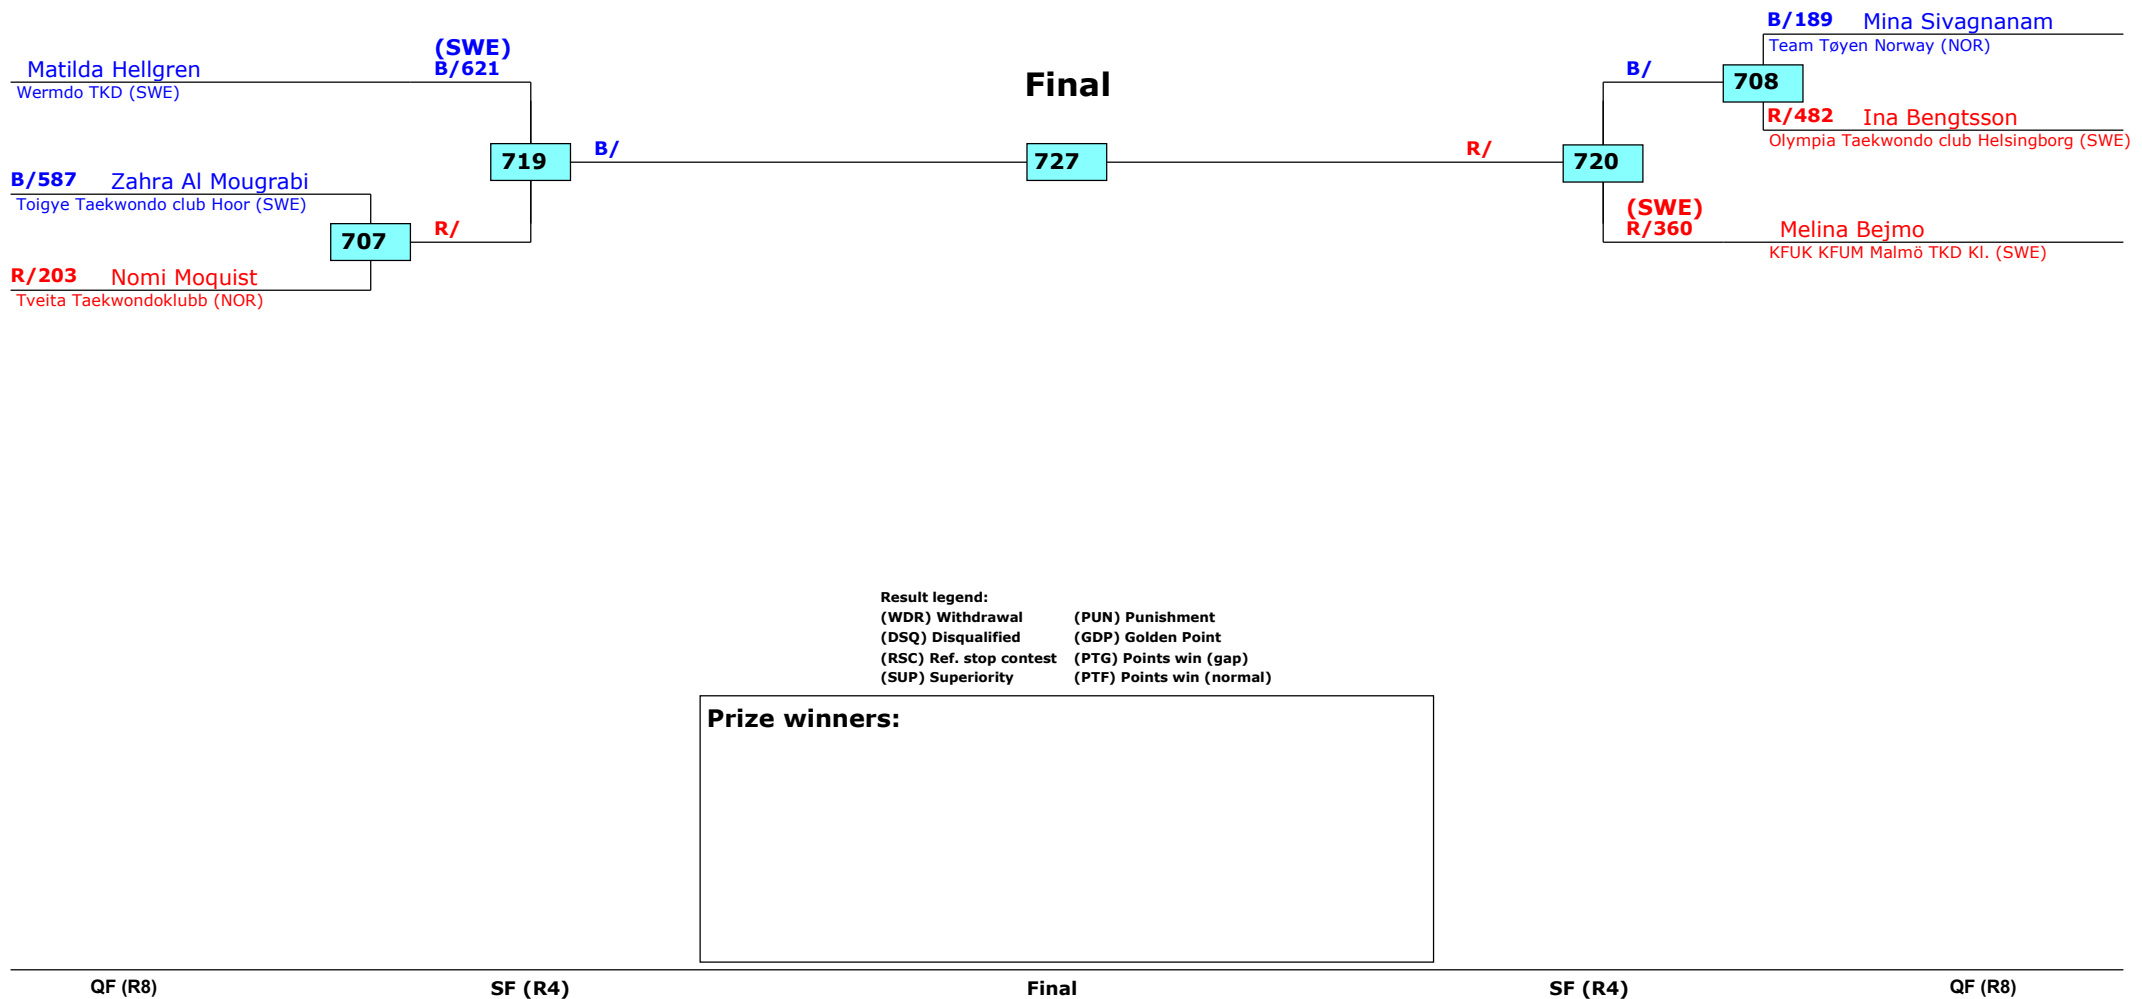 B/189 Mina Sivagnanam
Team Tøyen Norway (NOR)
(SWE)
B/621
Matilda Hellgren
Wermdo TKD (SWE)
Final
B/
708
R/482 Ina Bengtsson
Olympia Taekwondo club Helsingborg (SWE)
719
B/
727
R/
720
B/587 Zahra Al Mougrabi
Toigye Taekwondo club Hoor (SWE)
707
R/
(SWE)
R/360
Melina Bejmo
KFUK KFUM Malmö TKD Kl. (SWE)
R/203 Nomi Moquist
Tveita Taekwondoklubb (NOR)
Result legend:
(WDR) Withdrawal (PUN) Punishment
(DSQ) Disqualified (GDP) Golden Point
(RSC) Ref. stop contest (PTG) Points win (gap)
(SUP) Superiority (PTF) Points win (normal)
Prize winners:
QF (R8) SF (R4) Final SF (R4) QF (R8)